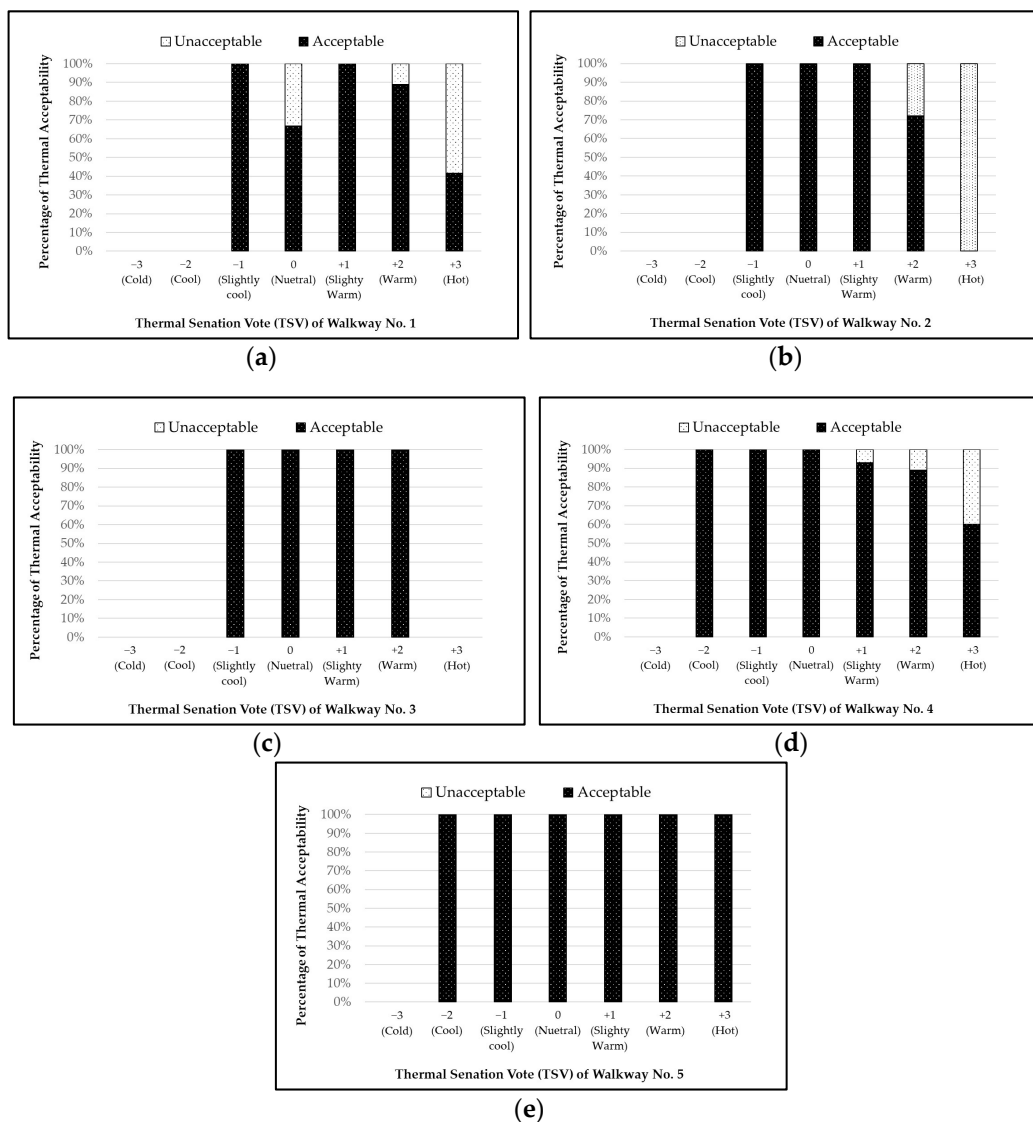 Unacceptable Acceptable
Percentage of Thermal Acceptability
100%
90%
80%
70%
60%
50%
40%
30%
20%
10%
0%
−3 −2 −1 0 +1 +2 +3
(Cold) (Cool) (Slightly (Nuetral) (Slighty (Warm) (Hot)
cool) Warm)
Thermal Senation Vote (TSV) of Walkway No. 1
(a)
Unacceptable Acceptable
Percentage of Thermal Acceptability
100%
90%
80%
70%
60%
50%
40%
30%
20%
10%
0%
−3 −2 −1 0 +1 +2 +3
(Cold) (Cool) (Slightly (Nuetral) (Slighty (Warm) (Hot)
cool) Warm)
Thermal Senation Vote (TSV) of Walkway No. 2
(b)
Unacceptable Acceptable
Percentage of Thermal Acceptability
100%
90%
80%
70%
60%
50%
40%
30%
20%
10%
0%
−3 −2 −1 0 +1 +2 +3
(Cold) (Cool) (Slightly (Nuetral) (Slighty (Warm) (Hot)
cool) Warm)
Thermal Senation Vote (TSV) of Walkway No. 3
(c)
Unacceptable Acceptable
Percentage of Thermal Acceptability
100%
90%
80%
70%
60%
50%
40%
30%
20%
10%
0%
−3 −2 −1 0 +1 +2 +3
(Cold) (Cool) (Slightly (Nuetral) (Slighty (Warm) (Hot)
cool) Warm)
Thermal Senation Vote (TSV) of Walkway No. 4
(d)
Unacceptable Acceptable
Percentage of Thermal Acceptability
100%
90%
80%
70%
60%
50%
40%
30%
20%
10%
0%
−3 −2 −1 0 +1 +2 +3
(Cold) (Cool) (Slightly (Nuetral) (Slighty (Warm) (Hot)
cool) Warm)
Thermal Senation Vote (TSV) of Walkway No. 5
(e)